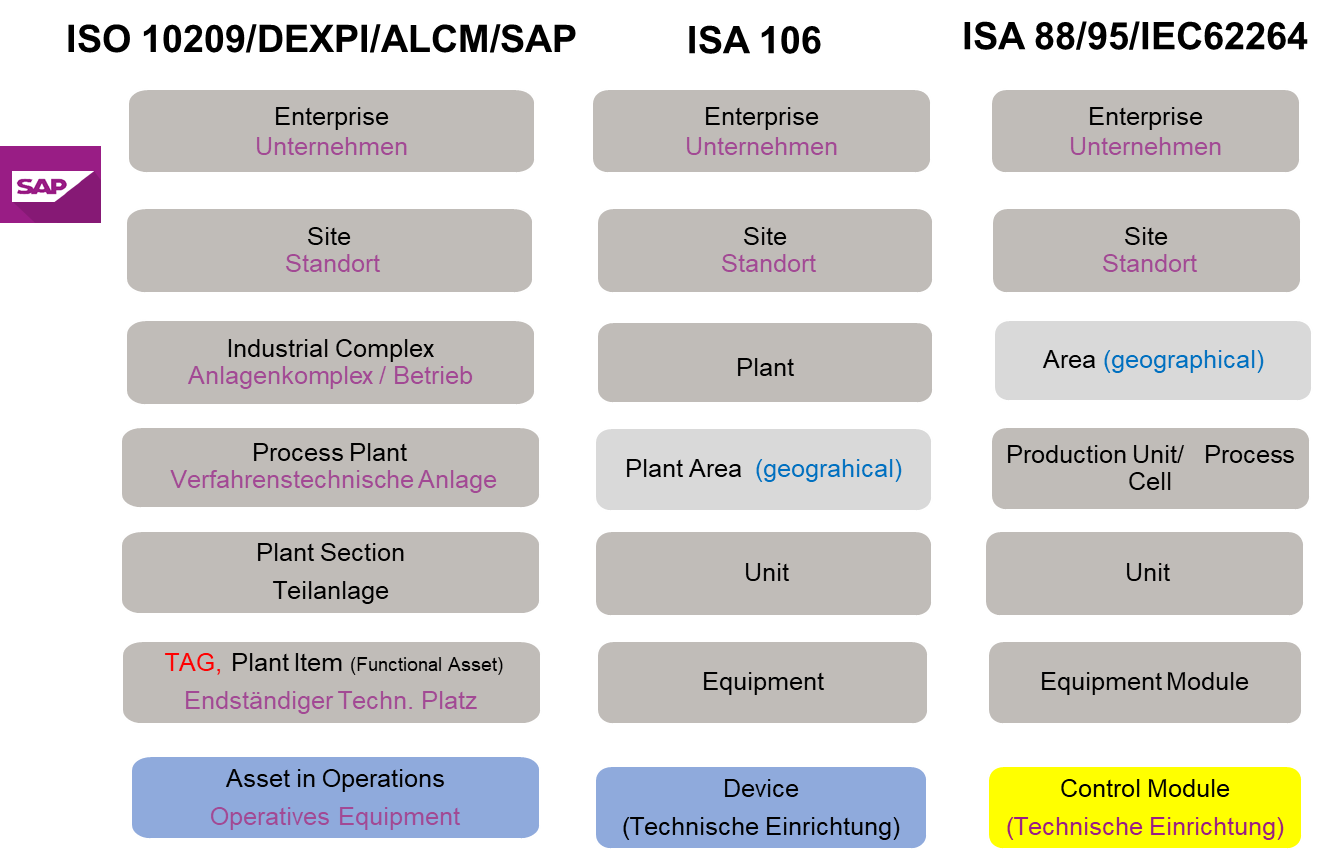 ISO 10209/DEXPI/ALCM/SAP
Enterprise
Unternehmen
SAP
Site
Standort
Industrial Complex
Anlagenkomplex / Betrieb
Process Plant
Verfahrenstechnische Anlage
Plant Section
Teilanlage
TAG, Plant Item (Functional Asset)
Endständiger Techn. Platz
Asset in Operations
Operatives Equipment
ISA 106
Enterprise
Unternehmen
Site
Standort
Plant
Plant Area (geograhical)
Unit
Equipment
Device
(Technische Einrichtung)
ISA 88/95/IEC62264
Enterprise
Unternehmen
Site
Standort
Area (geographical)
Production Unit/ Process
Cell
Unit
Equipment Module
Control Module
(Technische Einrichtung)